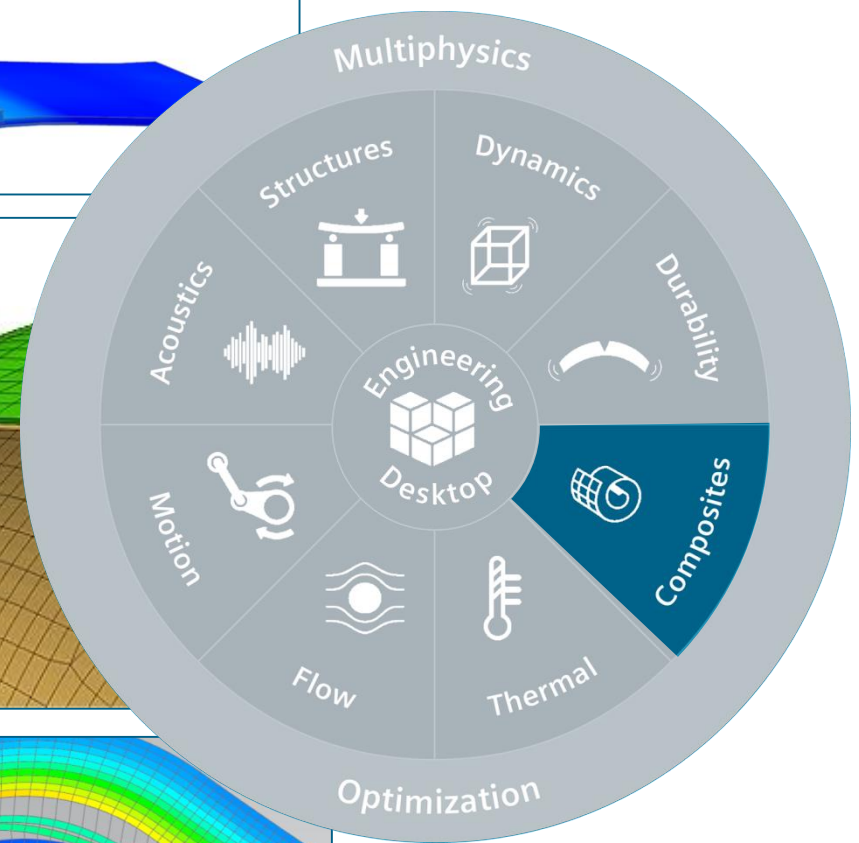 Multiphysics
Structures
Dynamics
Acoustics
Durability
Engineering
Desktop
Motion
Composites
Flow
Thermal
Optimization